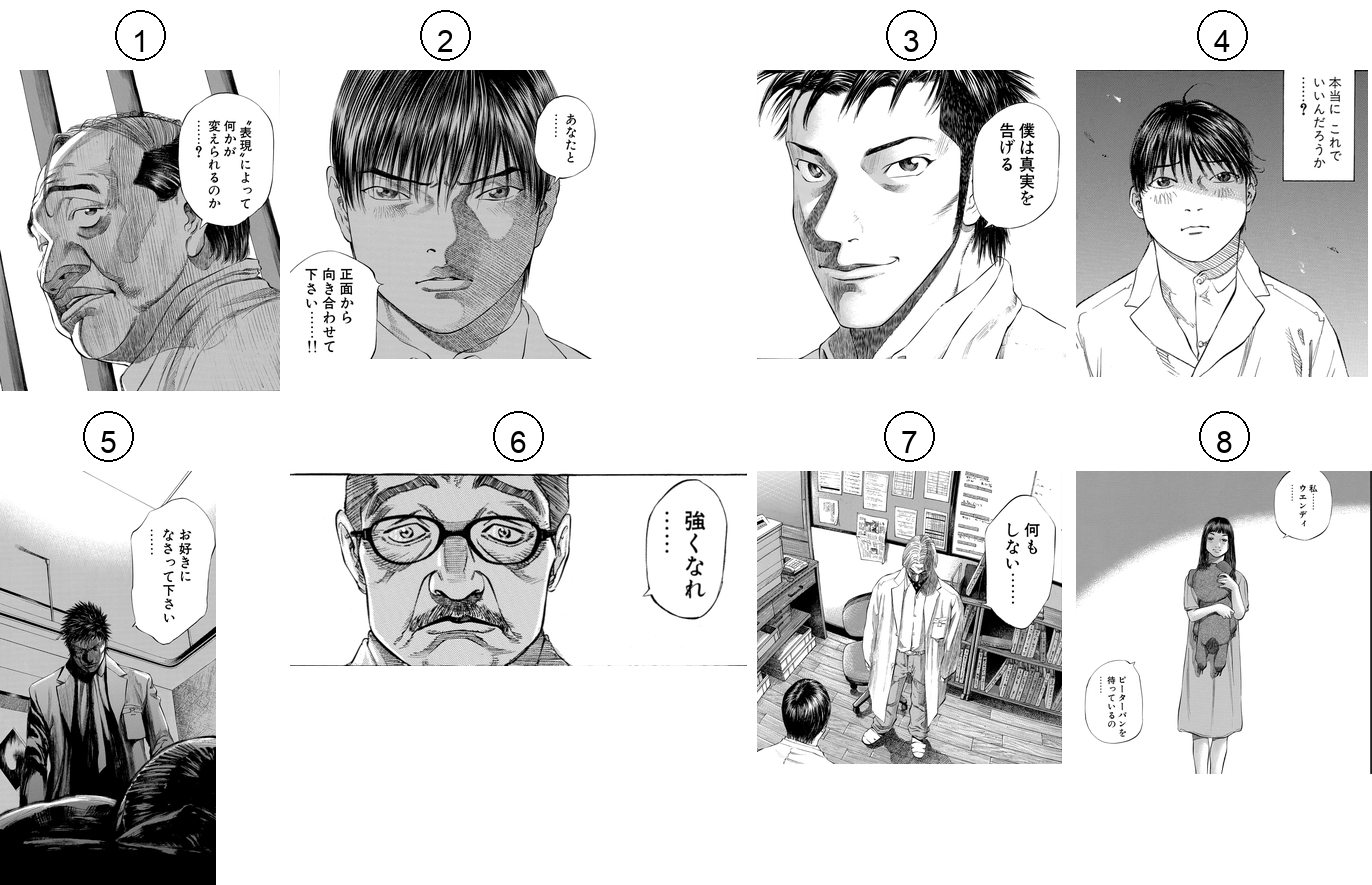 1
"表現"によって
何かが
変えられるのか
……?
2
あなたと
……
正面から
向き合わせて
下さい……!!
3
僕は真実を
告げる
4
本当に これで
いいんだろうか
……?
5
お好きに
なさって下さい
……
6
強くなれ
……
7
何も
しない……
8
私……
ウエンディ
……
ピーターパンを
待っているの
……